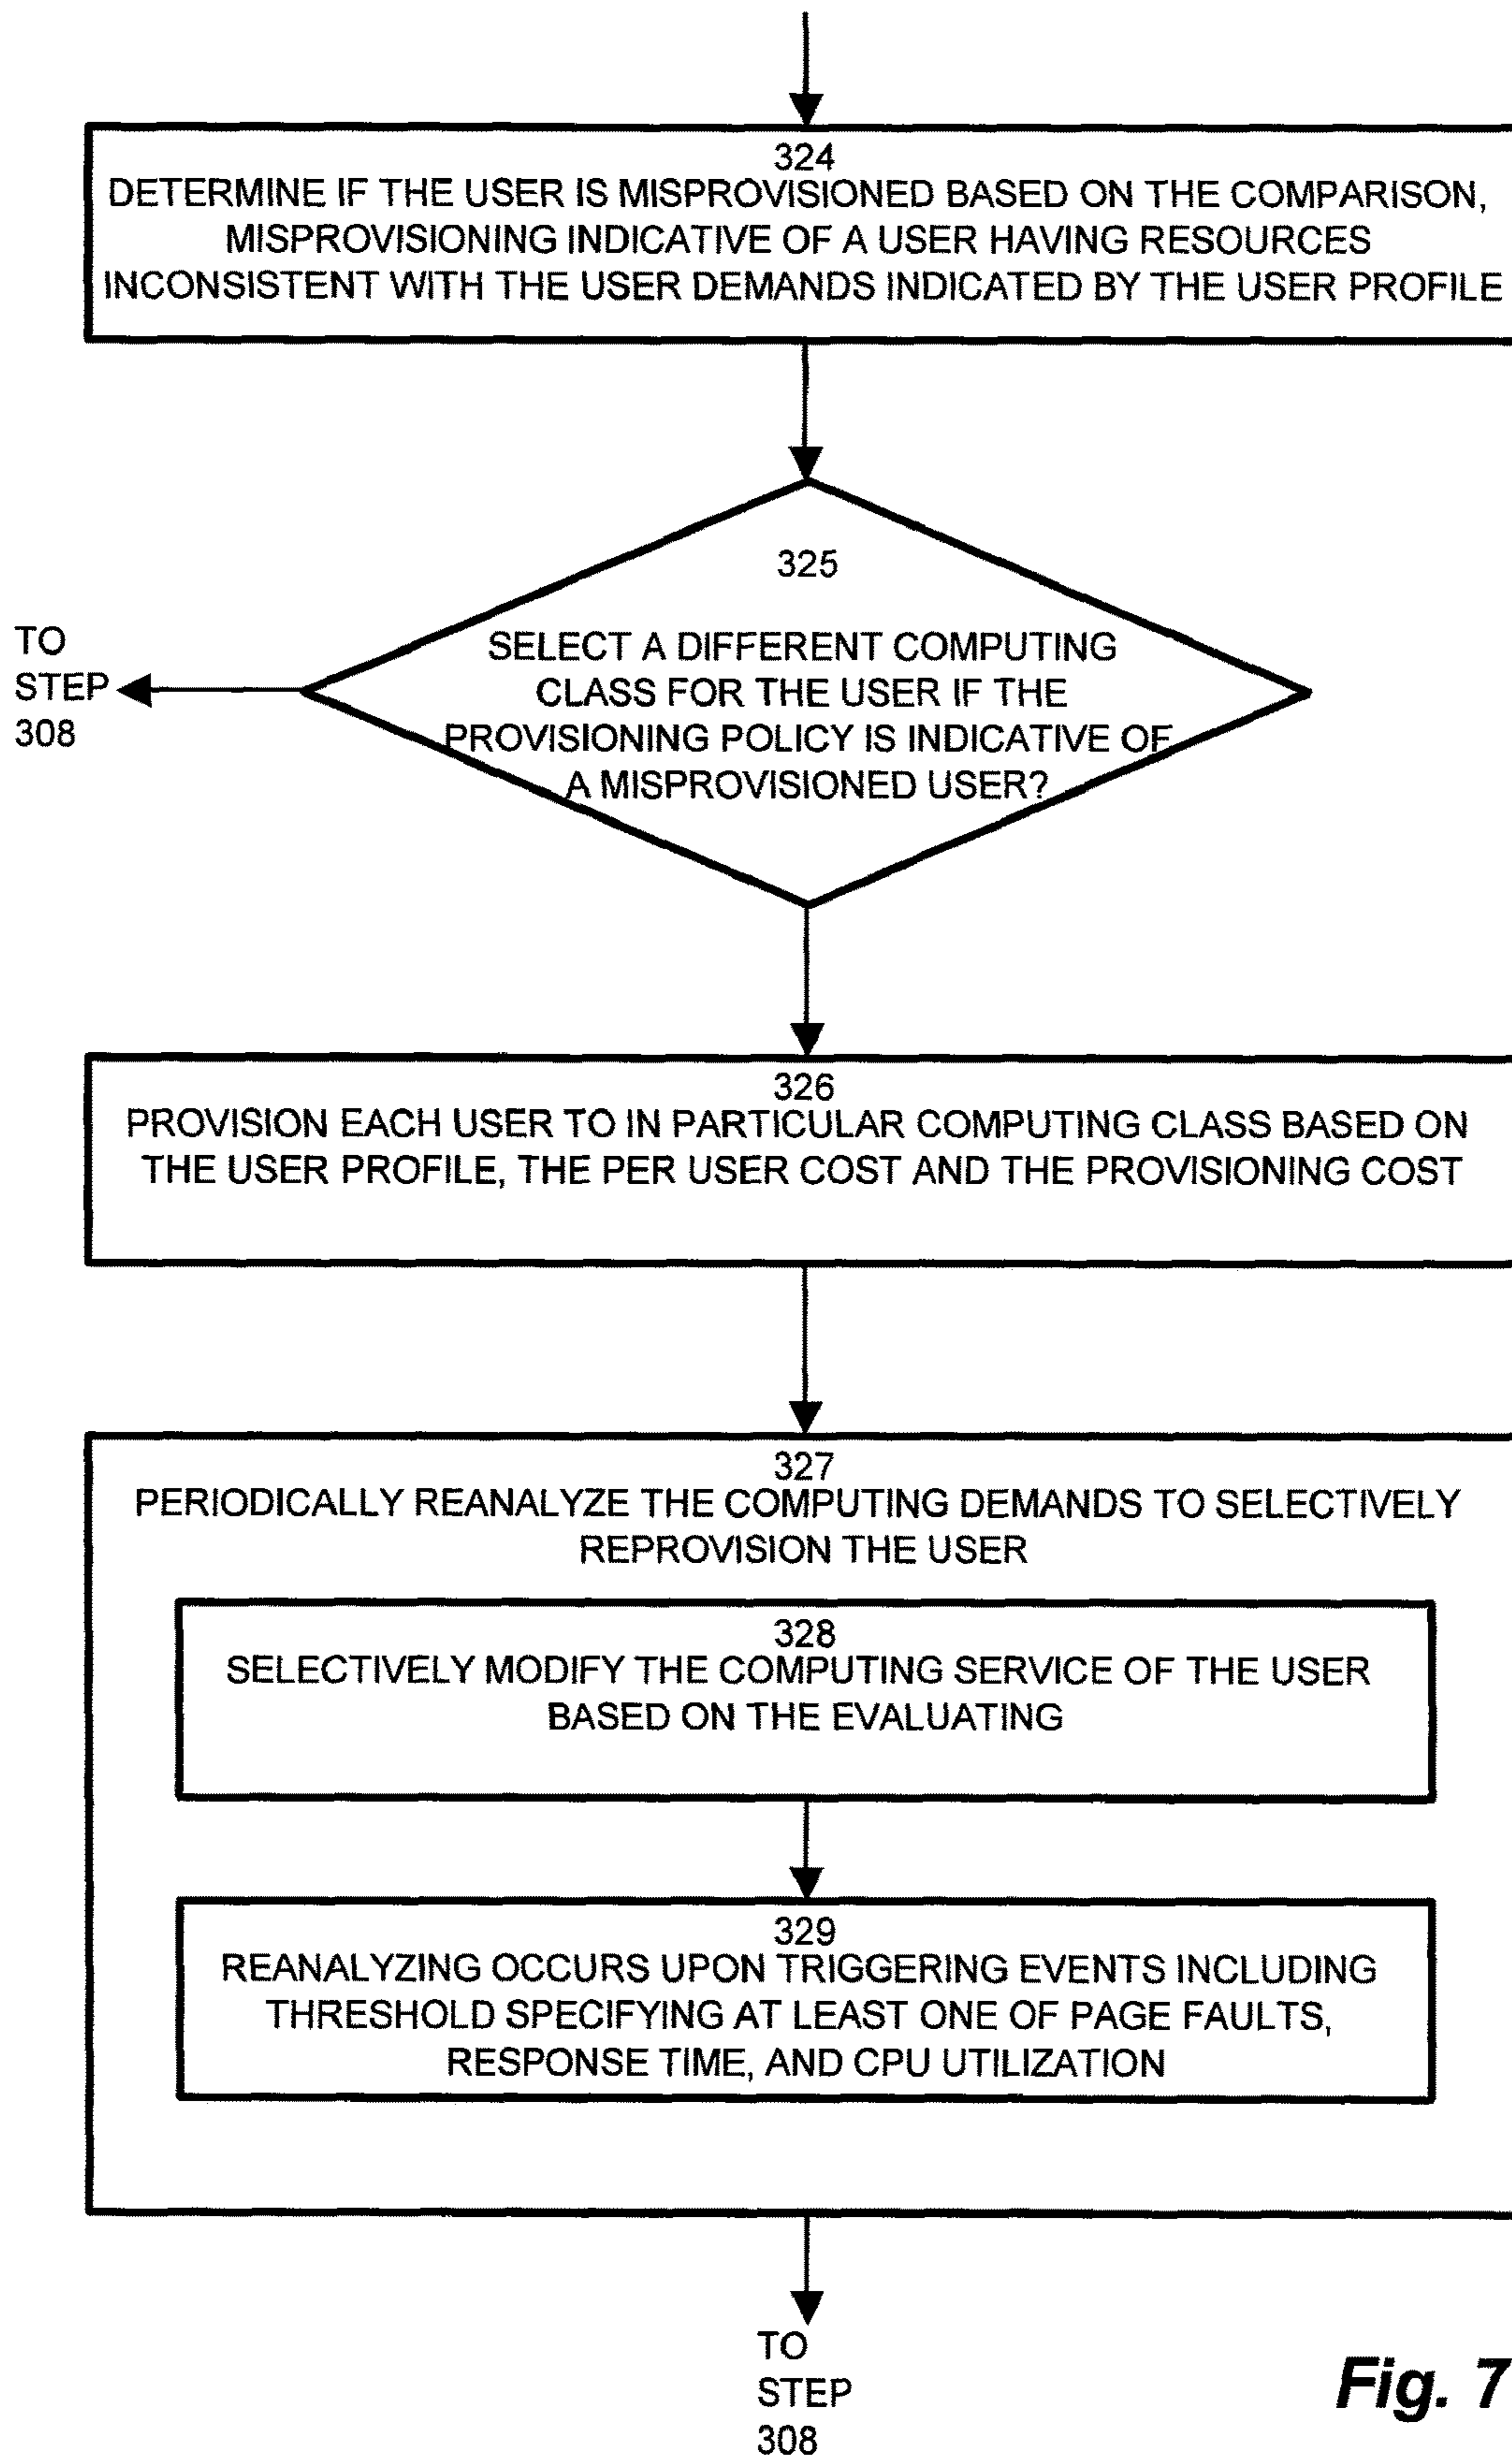 324
DETERMINE IF THE USER IS MISPROVISIONED BASED ON THE COMPARISON,
MISPROVISIONING INDICATIVE OF A USER HAVING RESOURCES
INCONSISTENT WITH THE USER DEMANDS INDICATED BY THE USER PROFILE
325
TO
STEP
308
SELECT A DIFFERENT COMPUTING
CLASS FOR THE USER IF THE
PROVISIONING POLICY IS INDICATIVE OF
A MISPROVISIONED USER?
326
PROVISION EACH USER TO IN PARTICULAR COMPUTING CLASS BASED ON
THE USER PROFILE, THE PER USER COST AND THE PROVISIONING COST
327
PERIODICALLY REANALYZE THE COMPUTING DEMANDS TO SELECTIVELY
REPROVISION THE USER
328
SELECTIVELY MODIFY THE COMPUTING SERVICE OF THE USER
BASED ON THE EVALUATING
329
REANALYZING OCCURS UPON TRIGGERING EVENTS INCLUDING
THRESHOLD SPECIFYING AT LEAST ONE OF PAGE FAULTS,
RESPONSE TIME, AND CPU UTILIZATION
TO
STEP
308
Fig. 7